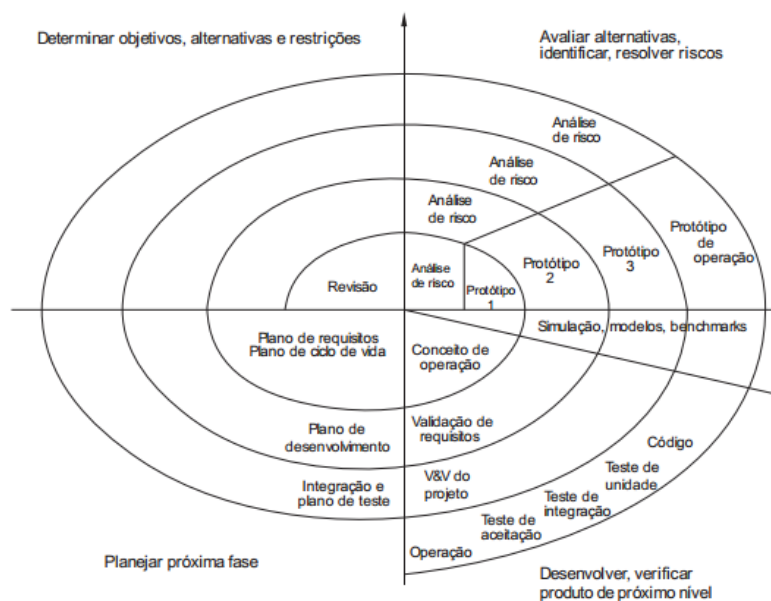 Determinar objetivos, alternativas e restrições
Avaliar alternativas,
identificar, resolver riscos
Análise
de risco
Análise
de risco
Análise
de risco
Análise
de risco
Protótipo
de
operação
Protótipo
3
Protótipo
2
Protótipo
1
Revisão
Simulação, modelos, benchmarks
Plano de requisitos
Plano de ciclo de vida
Conceito de
operação
Plano de
desenvolvimento
Validação de
requisitos
Integração e
plano de teste
V&V do
projeto
Código
Teste de
unidade
Teste de
integração
Teste de
aceitação
Operação
Planejar próxima fase
Desenvolver, verificar
produto de próximo nível